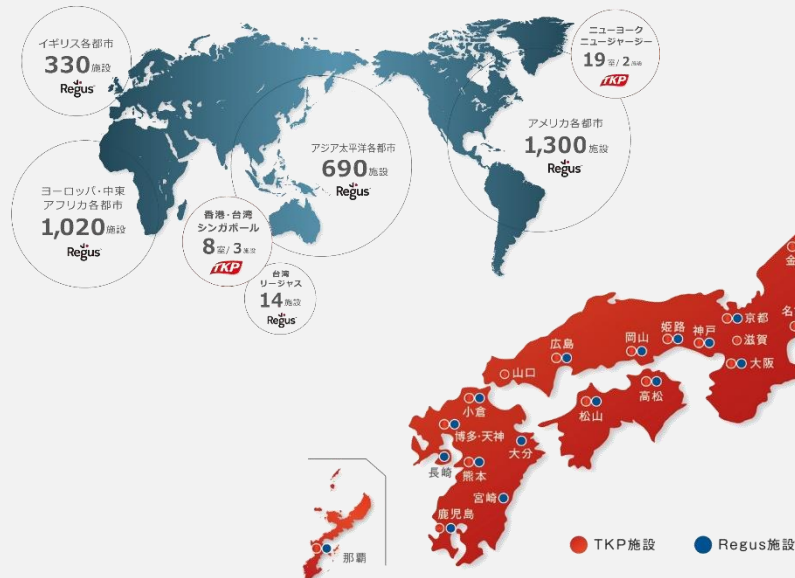 イギリス各都市
330施設
Regus
ニューヨーク
ニュージャージー
19室/2施設
TKP
アメリカ各都市
1,300施設
Regus
アジア太平洋各都市
690施設
Regus
ヨーロッパ・中東
アフリカ各都市
1,020施設
Regus
香港・台湾
シンガポール
8室/3施設
TKP
台湾
リージャス
14施設
Regus
金
名
京都
滋賀
大阪
神戸
姫路
岡山
広島
山口
高松
松山
小倉
博多・天神
大分
長崎
熊本
宮崎
鹿児島
那覇
TKP施設
Regus施設